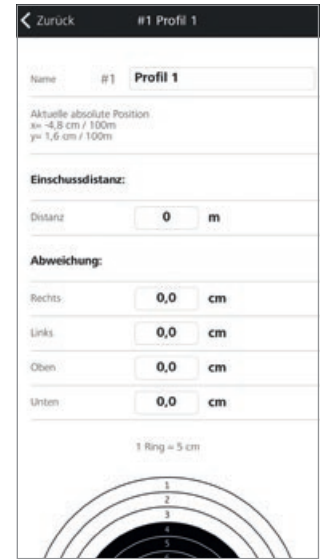 Zurück #1 Profil 1
Name #1 Profil 1
Aktuelle absolute Position
x= -4,8 cm / 100m
y= 1,6 cm / 100m
Einschussdistanz:
Distanz 0 m
Abweichung:
Rechts 0,0 cm
Links 0,0 cm
Oben 0,0 cm
Unten 0,0 cm
1 Ring = 5 cm
1
2
3
4
5